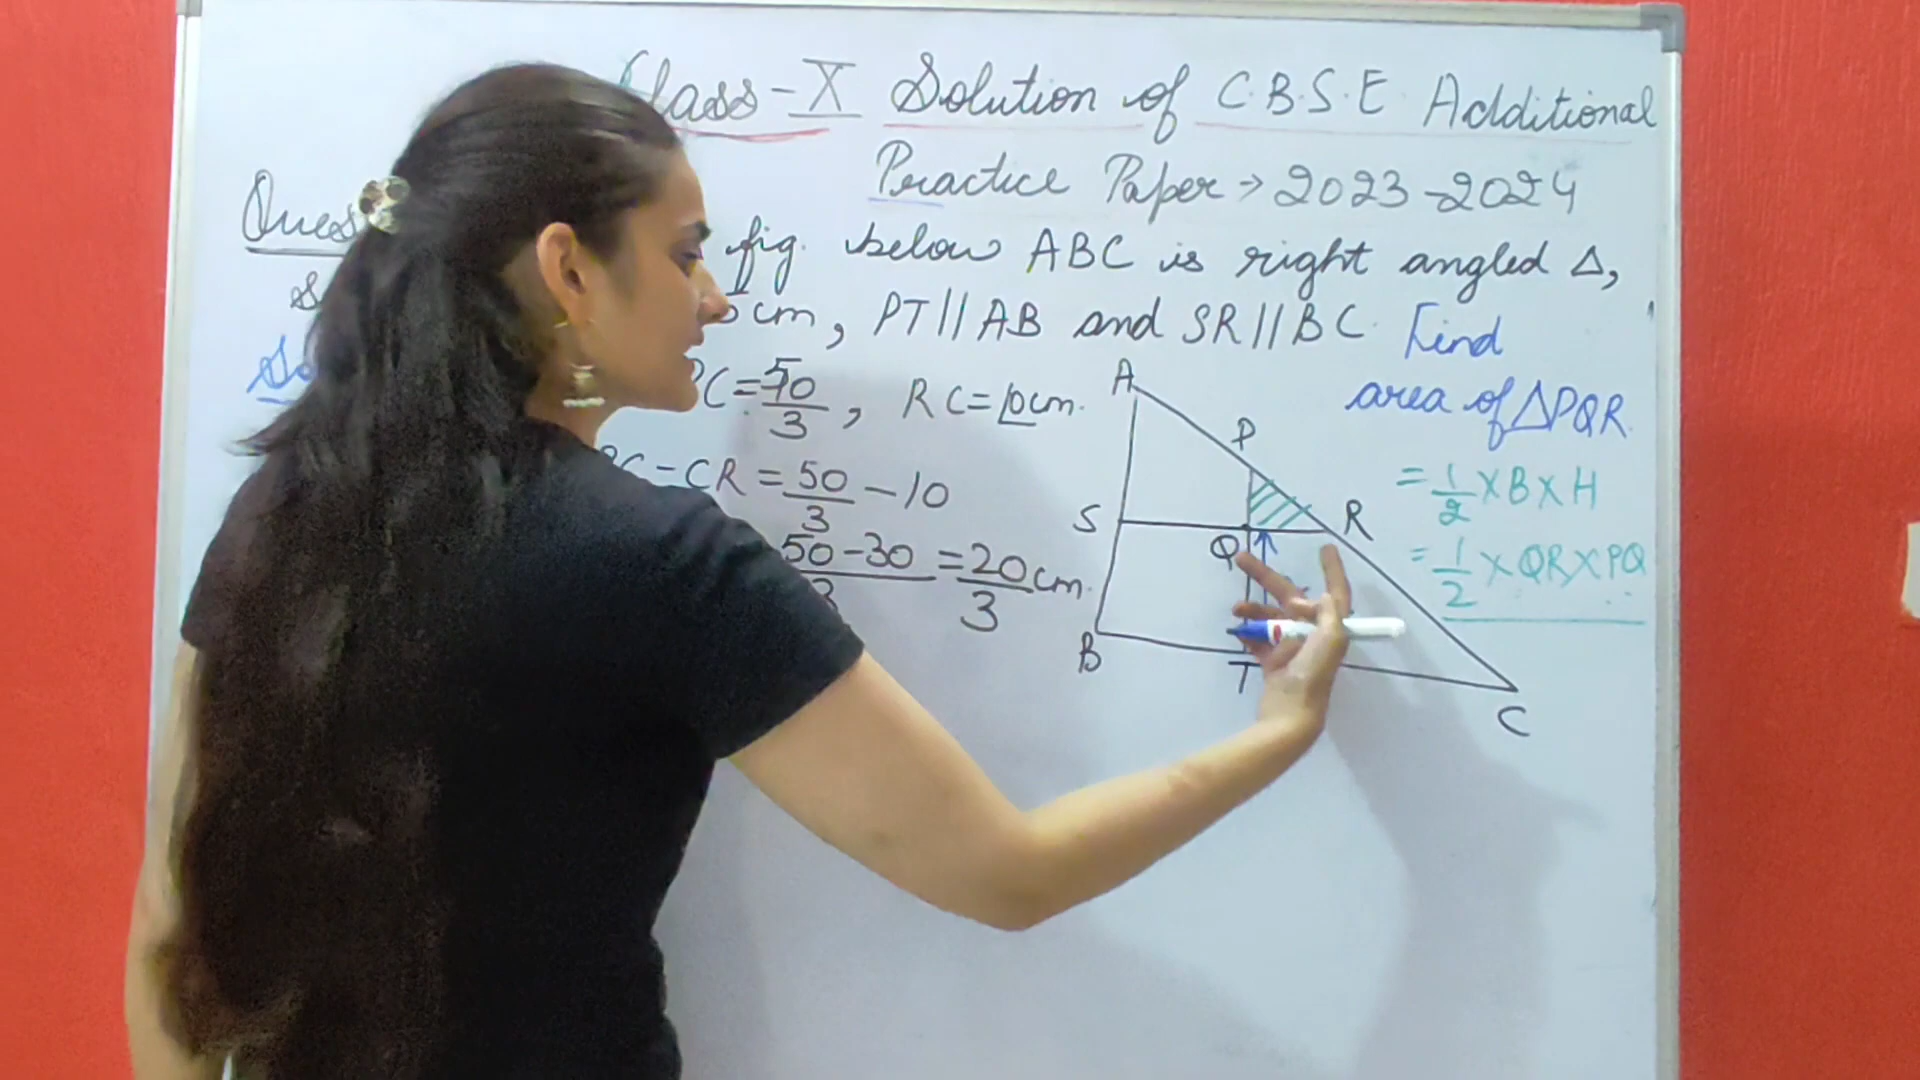 Class-X Solution of C.B.S.E Additional
Practice Paper → 2023-2024
fig. below ABC is right angled Δ,
cm, PT||AB and SR||BC. Find
area of ΔPQR.
C=50/3, RC=10cm.
-CR=50/3-10
50-30/3=20/3cm.
=1/2×B×H
=1/2×QR×PQ
A
P
S
Q
R
B
T
C